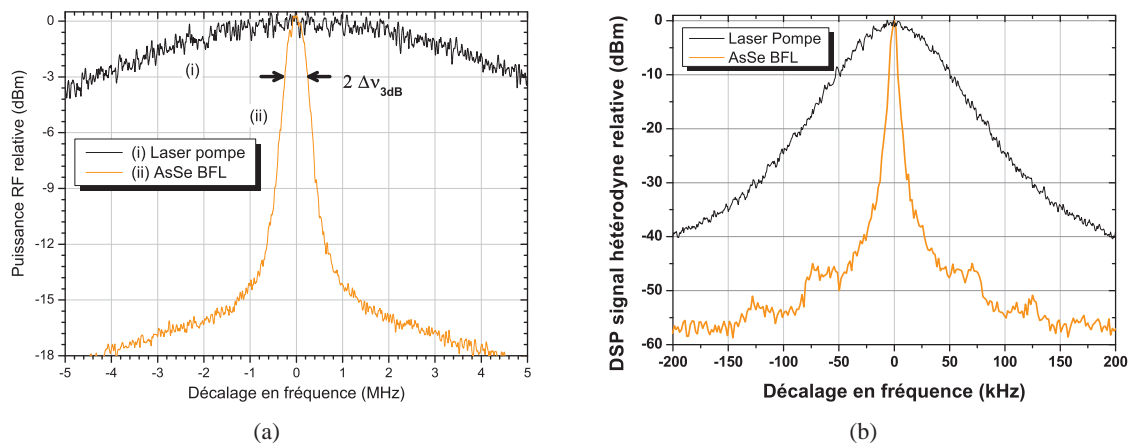 Puissance RF relative (dBm)
0
-3
-6
-9
-12
-15
-18
(i)
2 Δν3dB
(ii)
(i) Laser pompe
(ii) AsSe BFL
-5 -4 -3 -2 -1 0 1 2 3 4 5
Décalage en fréquence (MHz)
(a)
DSP signal hétérodyne relative (dBm)
0
-10
-20
-30
-40
-50
-60
Laser Pompe
AsSe BFL
-200 -150 -100 -50 0 50 100 150 200
Décalage en fréquence (kHz)
(b)